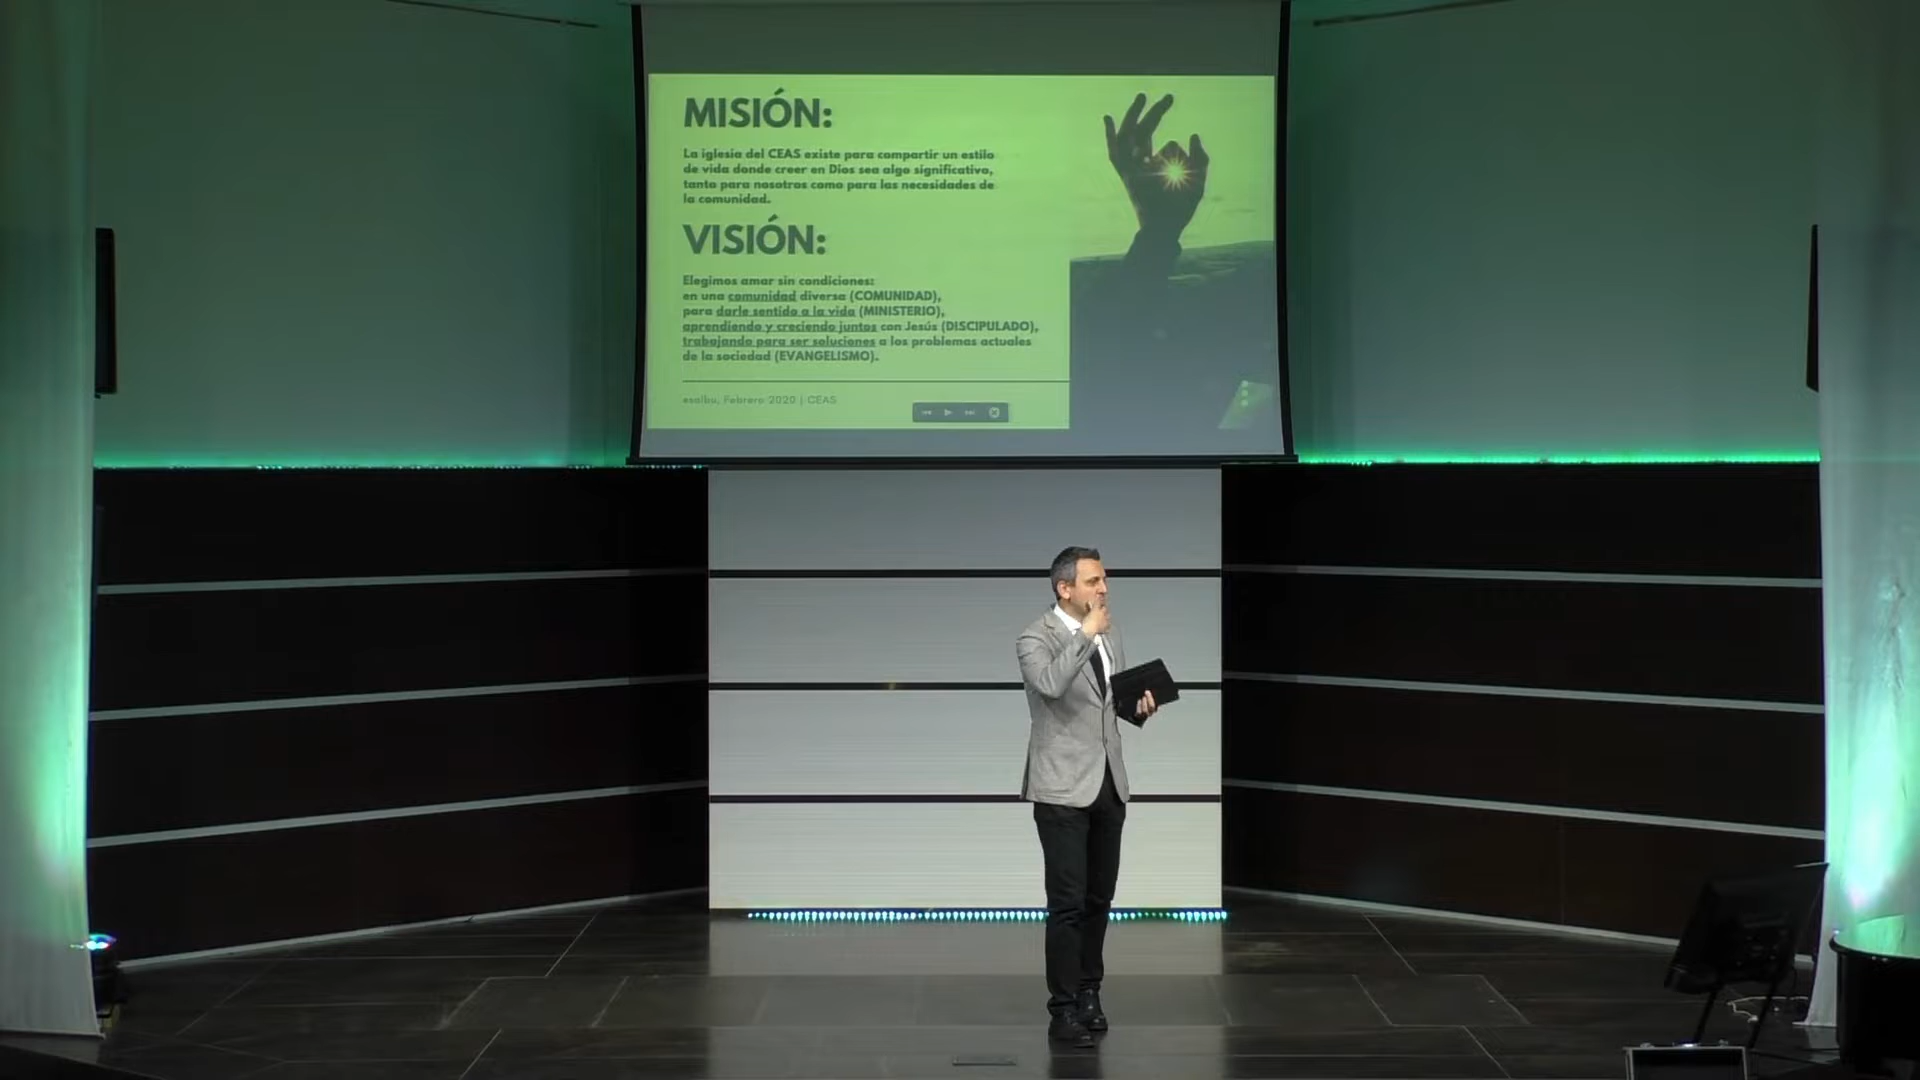 MISIÓN:
La iglesia del CEAS existe para compartir un estilo
de vida donde creer en Dios sea algo significativo,
tanto para nosotros como para las necesidades de
la comunidad.
VISIÓN:
Elegimos amar sin condiciones:
en una comunidad diversa (COMUNIDAD),
para darle sentido a la vida (MINISTERIO),
aprendiendo y creciendo juntos con Jesús (DISCIPULADO),
trabajando para ser soluciones a los problemas actuales
de la sociedad (EVANGELISMO).
esalbu, Febrero 2020 | CEAS